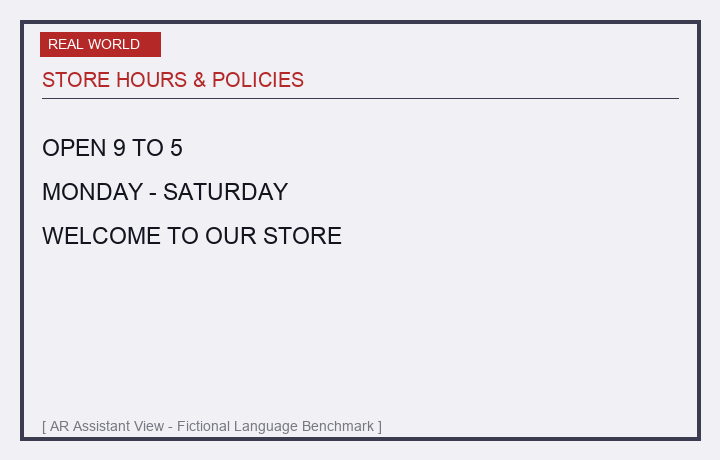 REAL WORLD
STORE HOURS & POLICIES
OPEN 9 TO 5
MONDAY - SATURDAY
WELCOME TO OUR STORE
[ AR Assistant View - Fictional Language Benchmark ]